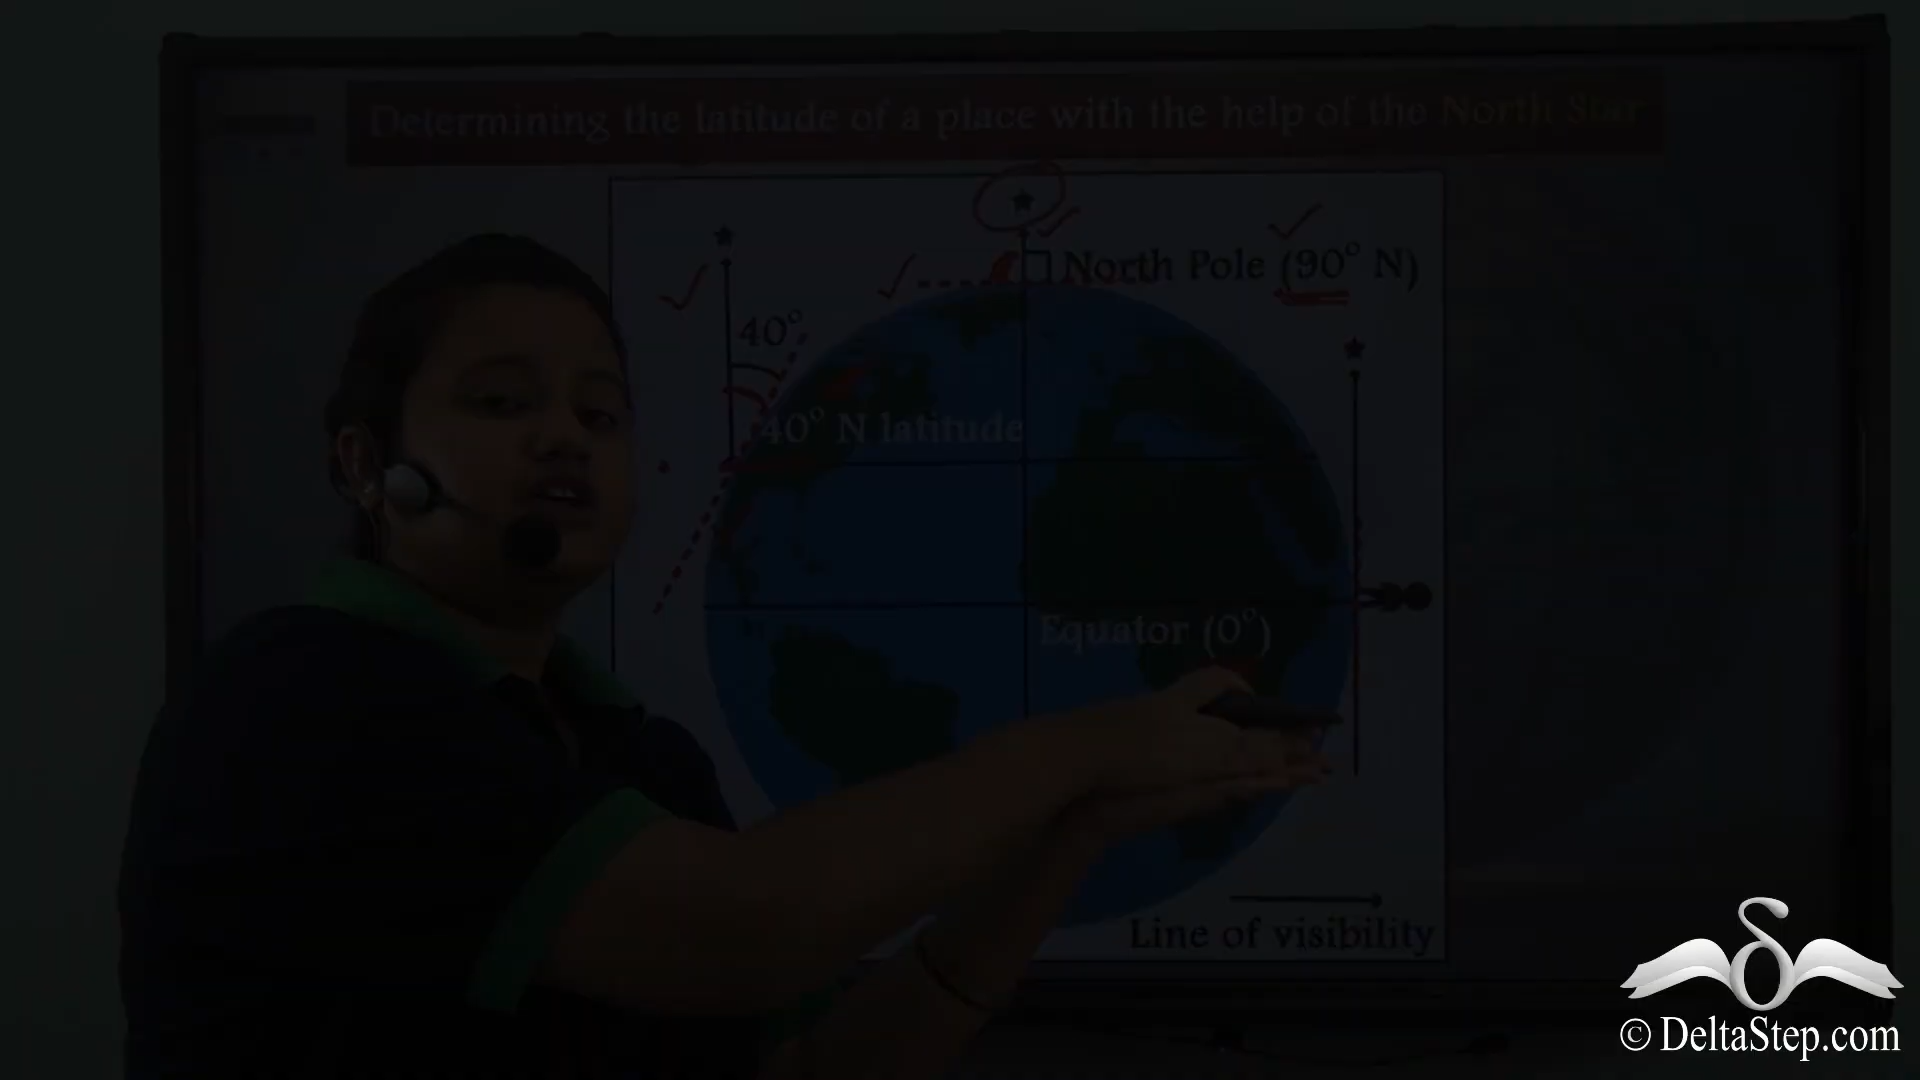 Determining the latitude of a place with the help of the North Star
North Pole (90° N)
40°
40° N latitude
Equator (0°)
Line of visibility
© DeltaStep.com